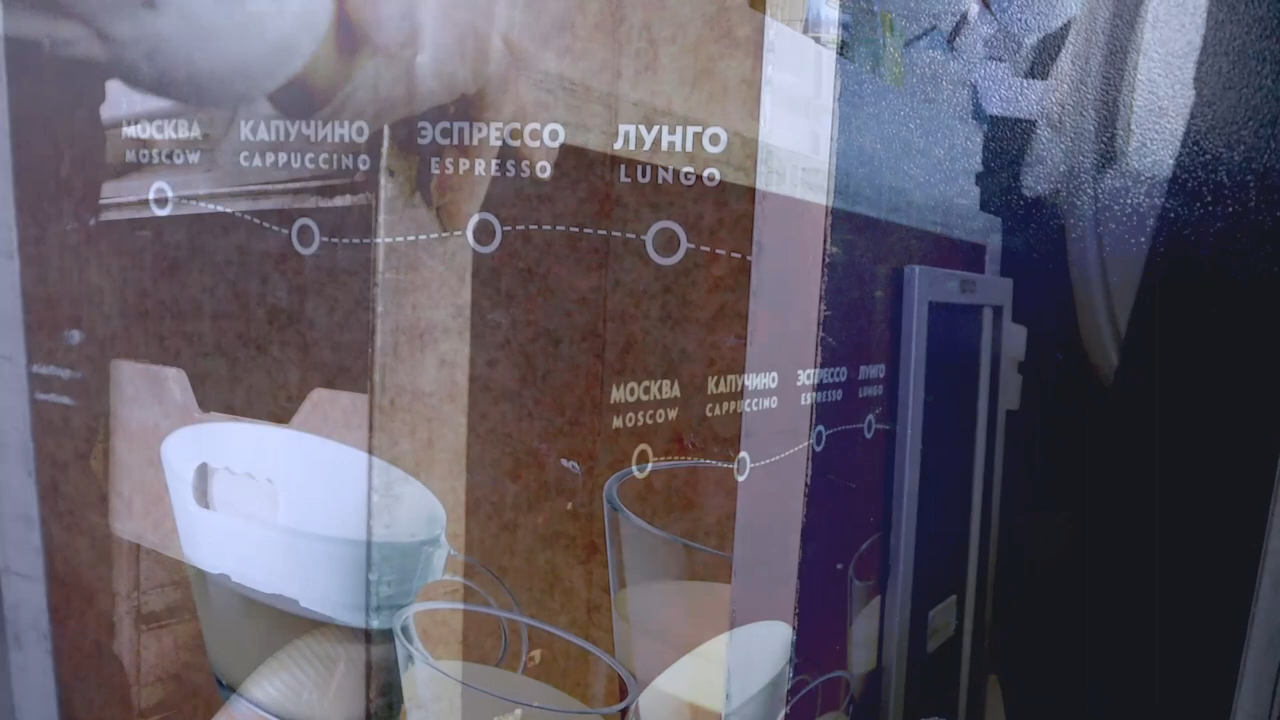 МОСКВА КАПУЧИНО ЭСПРЕССО ЛУНГО
MOSCOW CAPPUCCINO ESPRESSO LUNGO
МОСКВА КАПУЧИНО ЭСПРЕССО ЛУНГО
MOSCOW CAPPUCCINO ESPRESSO LUNGO